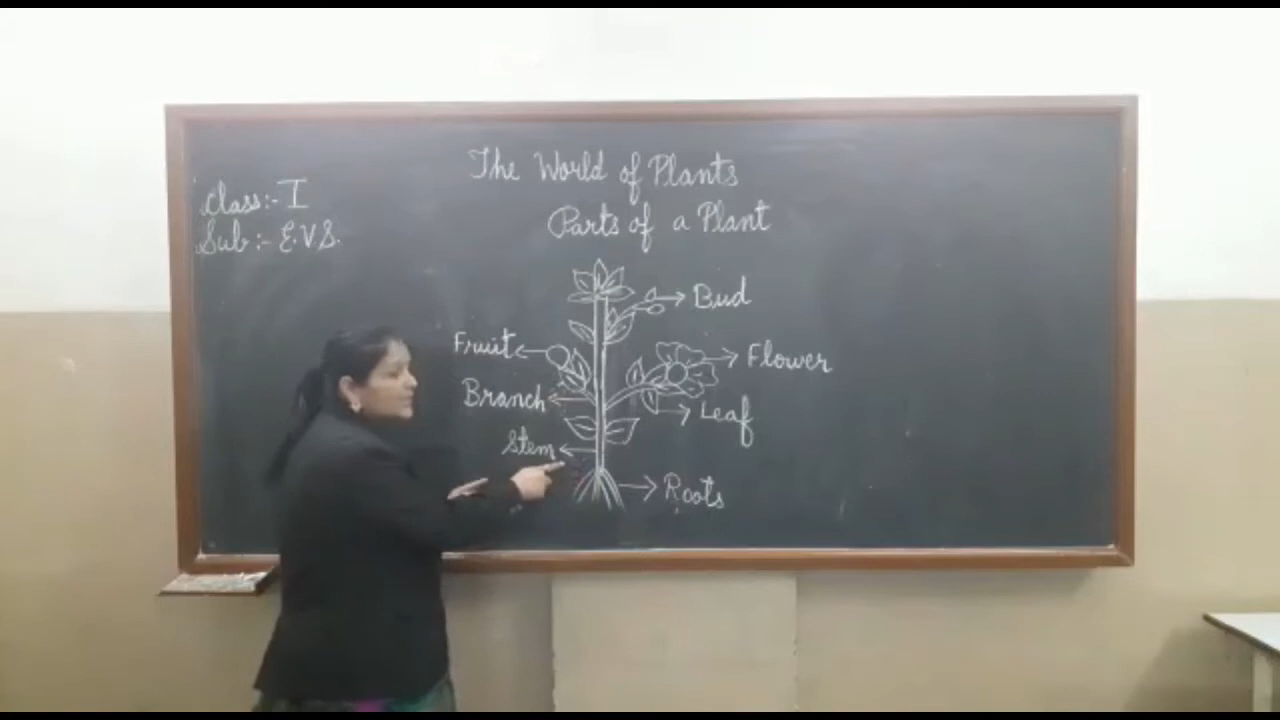 The World of Plants
Class:- I
Parts of a Plant
Sub:- E.V.S.
Bud
Fruit
Flower
Branch
Leaf
Stem
Roots